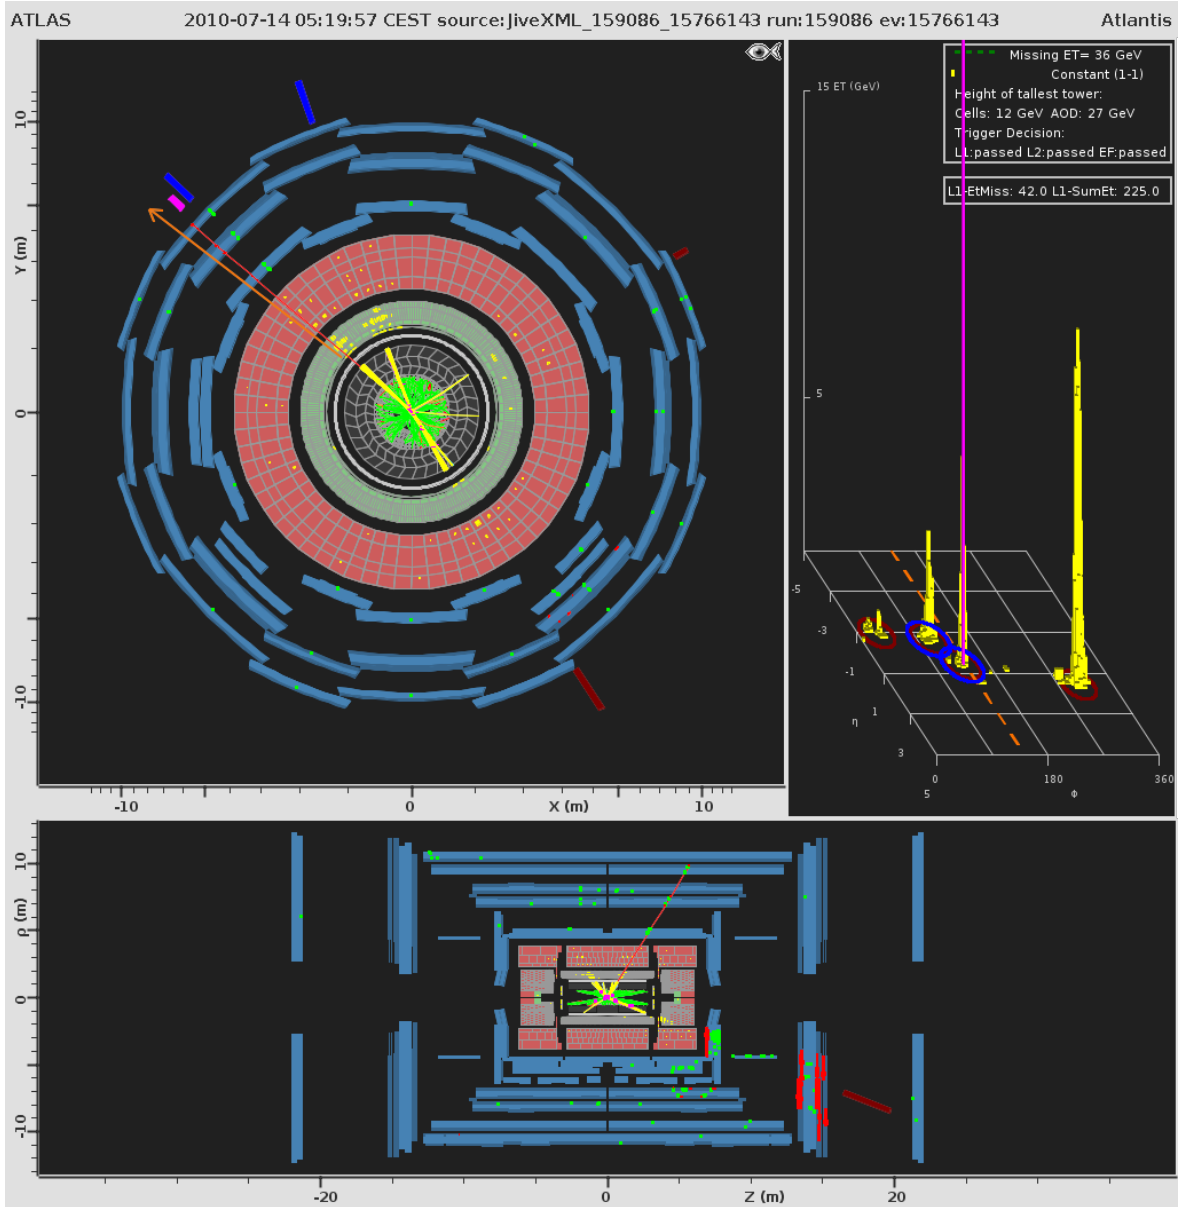 ATLAS 2010-07-14 05:19:57 CEST source:JiveXML_159086_15766143 run:159086 ev:15766143 Atlantis
Missing ET= 36 GeV
Constant (1-1)
Height of tallest tower:
Cells: 12 GeV AOD: 27 GeV
Trigger Decision:
L1:passed L2:passed EF:passed
L1-EtMiss: 42.0 L1-SumEt: 225.0
15 ET (GeV)
5
-5
-3
-1
1
η
3
0 180 360
5 Φ
10
Y (m)
0
-10
-10 0 X (m) 10
10
ρ (m)
0
-10
-20 0 Z (m) 20